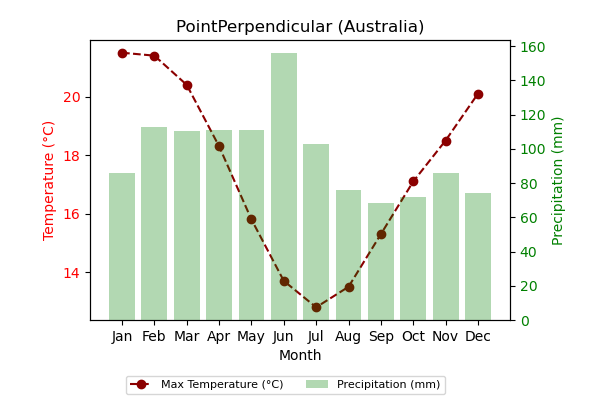 PointPerpendicular (Australia)
160
140
120
100
80
60
40
20
0
20
18
16
14
Temperature (°C)
Precipitation (mm)
Jan Feb Mar Apr May Jun Jul Aug Sep Oct Nov Dec
Month
Max Temperature (°C) Precipitation (mm)